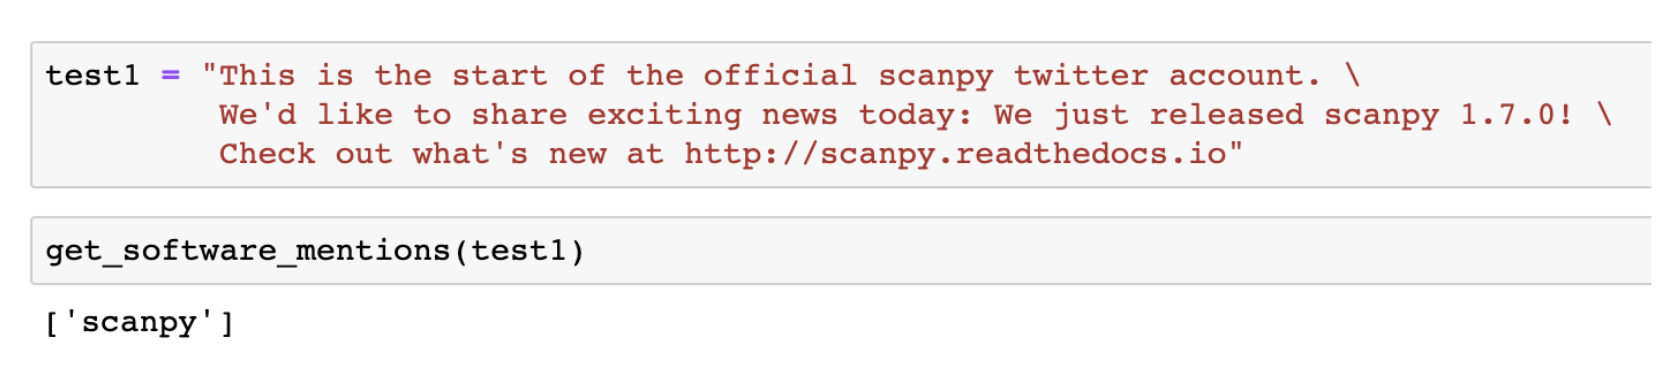 test1 = "This is the start of the official scanpy twitter account. \
We'd like to share exciting news today: We just released scanpy 1.7.0! \
Check out what's new at http://scanpy.readthedocs.io"
get_software_mentions(test1)
['scanpy']